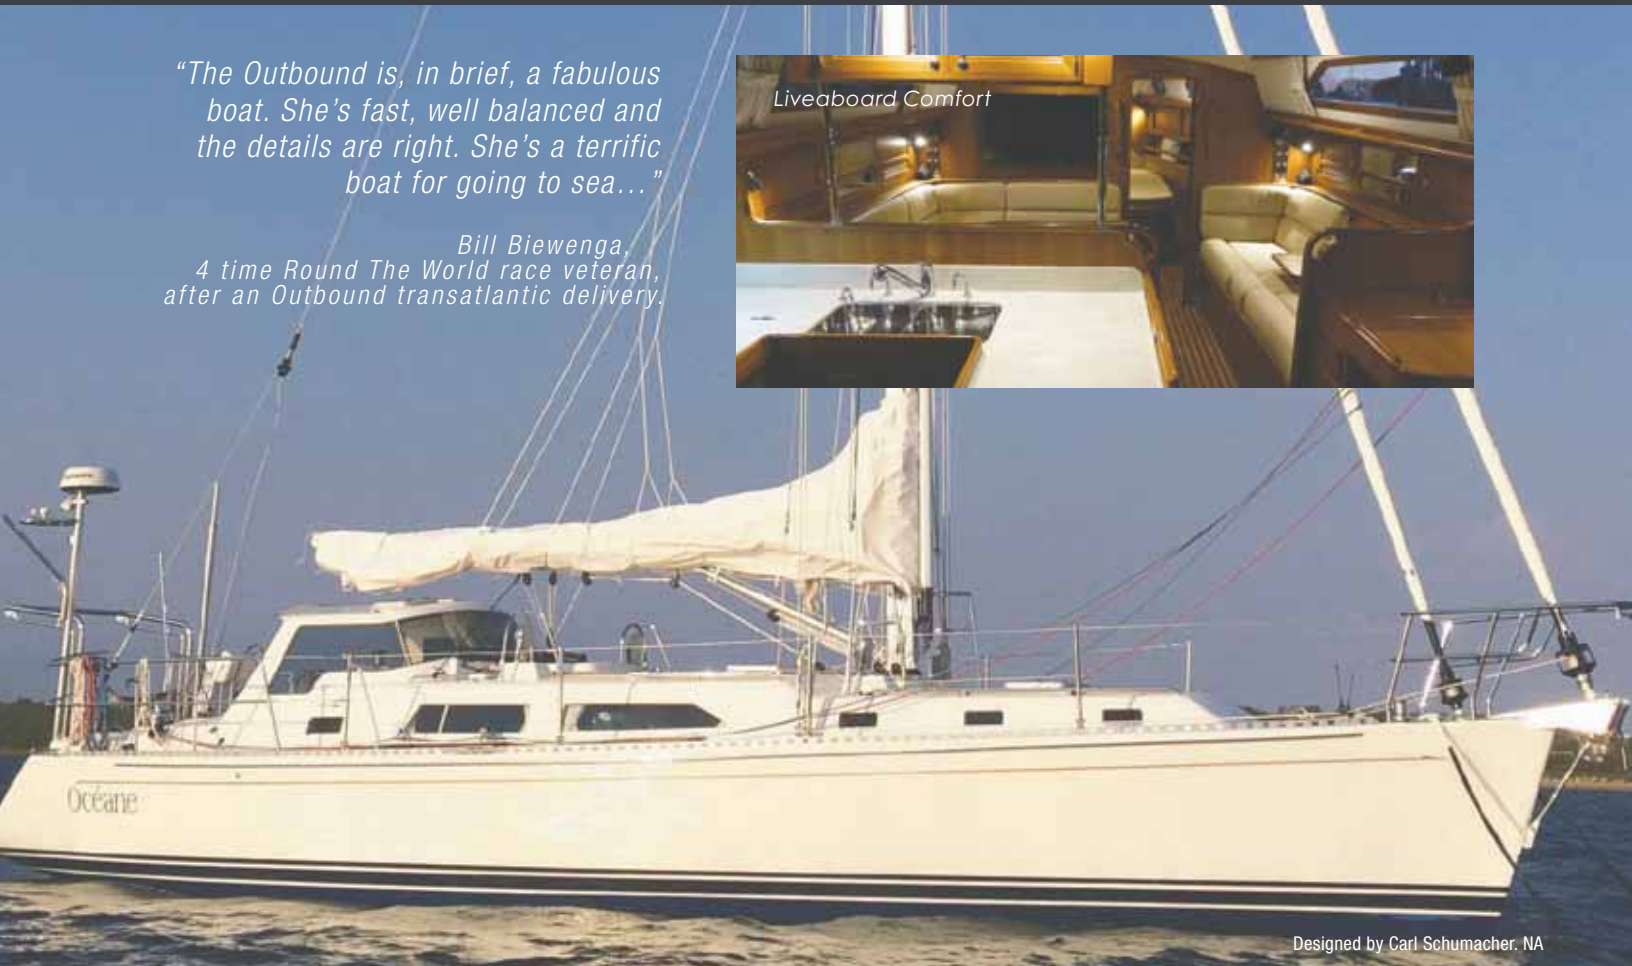 “The Outbound is, in brief, a fabulous
boat. She’s fast, well balanced and
the details are right. She’s a terrific
boat for going to sea…”
Bill Biewenga,
4 time Round The World race veteran,
after an Outbound transatlantic delivery.
Liveaboard Comfort
Océane
Designed by Carl Schumacher. NA